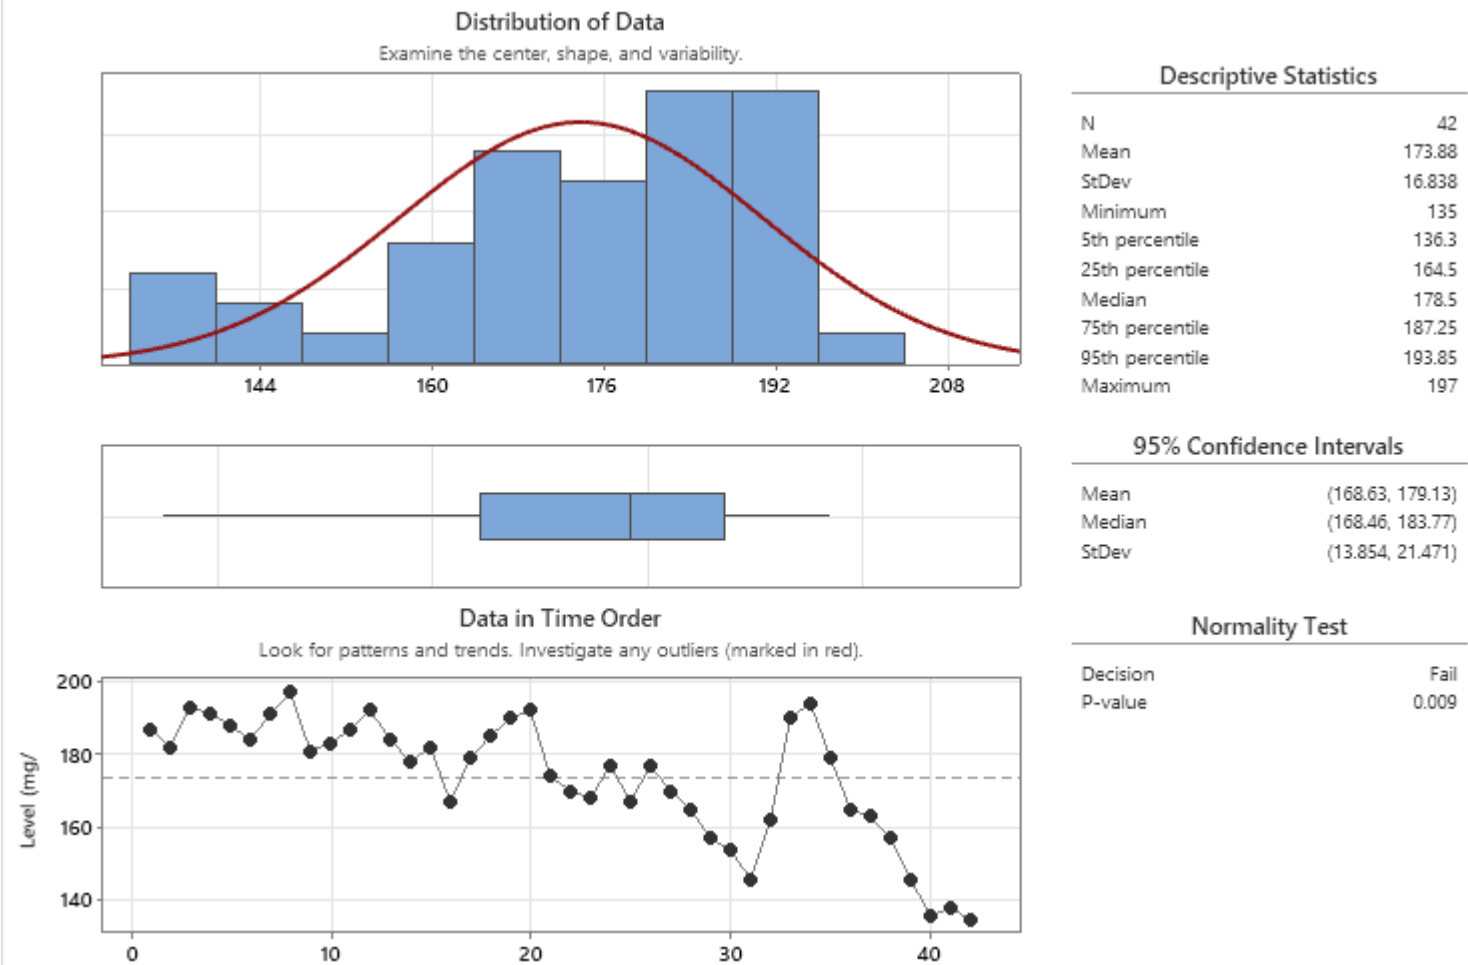 Distribution of Data
Examine the center, shape, and variability.
144 160 176 192 208
Descriptive Statistics
N 42
Mean 173.88
StDev 16.838
Minimum 135
5th percentile 136.3
25th percentile 164.5
Median 178.5
75th percentile 187.25
95th percentile 193.85
Maximum 197
95% Confidence Intervals
Mean (168.63, 179.13)
Median (168.46, 183.77)
StDev (13.854, 21.471)
Normality Test
Decision Fail
P-value 0.009
Data in Time Order
Look for patterns and trends. Investigate any outliers (marked in red).
Level (mg/
200
180
160
140
0 10 20 30 40